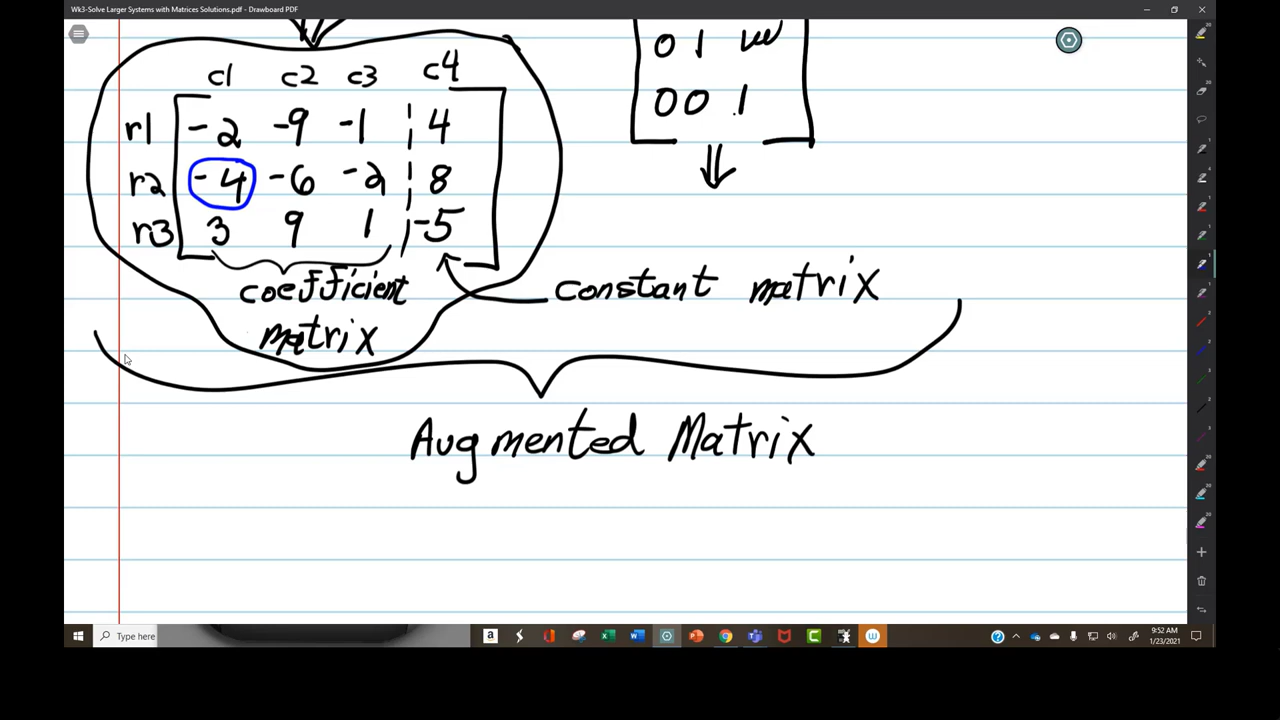 Wk3-Solve Larger Systems with Matrices Solutions.pdf - Drawboard PDF
0 1
0 0 1
c1 c2 c3 c4
r1 -2 -9 -1 4
r2 -4 -6 -2 8
r3 3 9 1 -5
coefficient
matrix
constant matrix
Augmented Matrix
Type here
9:52 AM
1/23/2021